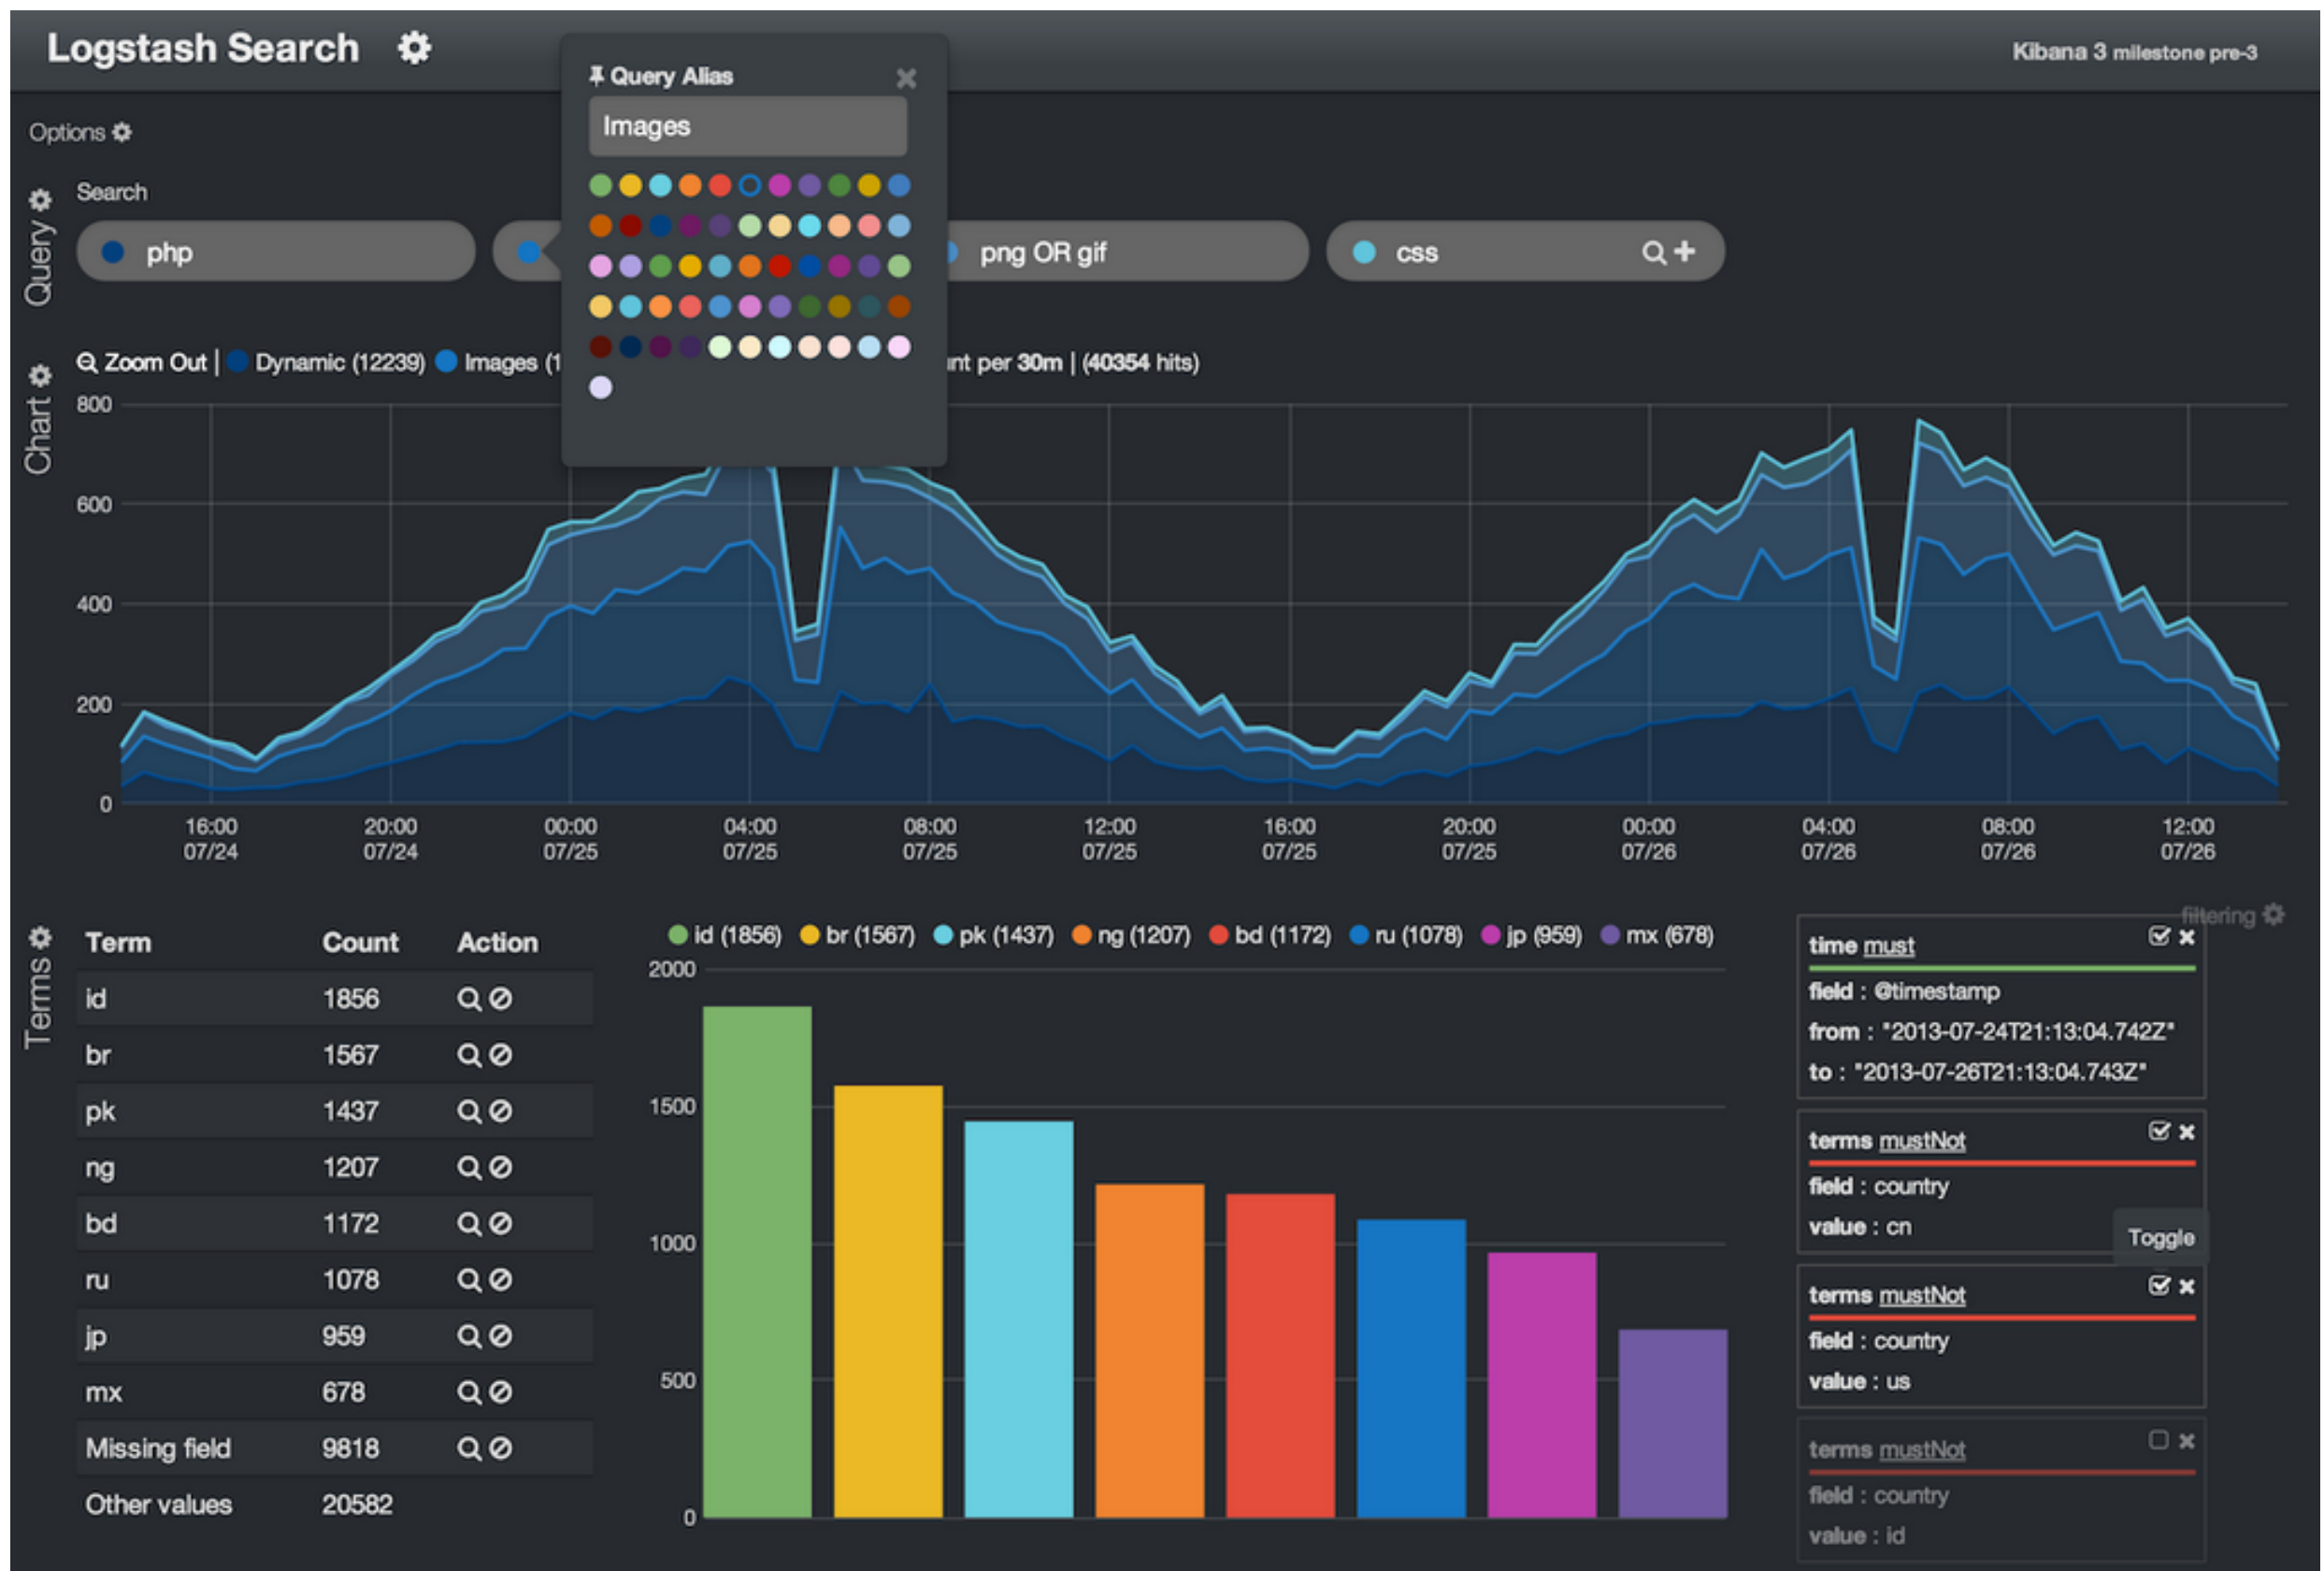 Logstash Search
Kibana 3 milestone pre-3
Query Alias
Images
Options
Query
Search
php
png OR gif
css
Chart
Zoom Out | Dynamic (12239) Images (1
per 30m | (40354 hits)
800
600
400
200
0
16:00 20:00 00:00 04:00 08:00 12:00 16:00 20:00 00:00 04:00 08:00 12:00
07/24 07/24 07/25 07/25 07/25 07/25 07/25 07/25 07/26 07/26 07/26 07/26
Terms
Term Count Action
id 1856
br 1567
pk 1437
ng 1207
bd 1172
ru 1078
jp 959
mx 678
Missing field 9818
Other values 20582
id (1856) br (1567) pk (1437) ng (1207) bd (1172) ru (1078) jp (959) mx (678)
2000
1500
1000
500
0
filtering
time must
field : @timestamp
from : "2013-07-24T21:13:04.742Z"
to : "2013-07-26T21:13:04.743Z"
terms mustNot
field : country
value : cn
Toggle
terms mustNot
field : country
value : us
terms mustNot
field : country
value : id